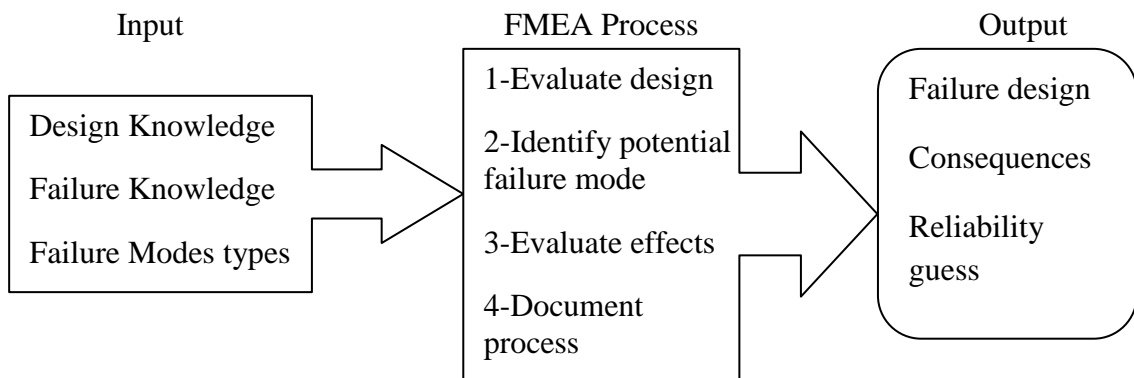 Input
Design Knowledge
Failure Knowledge
Failure Modes types
FMEA Process
1-Evaluate design
2-Identify potential
failure mode
3-Evaluate effects
4-Document
process
Output
Failure design
Consequences
Reliability
guess